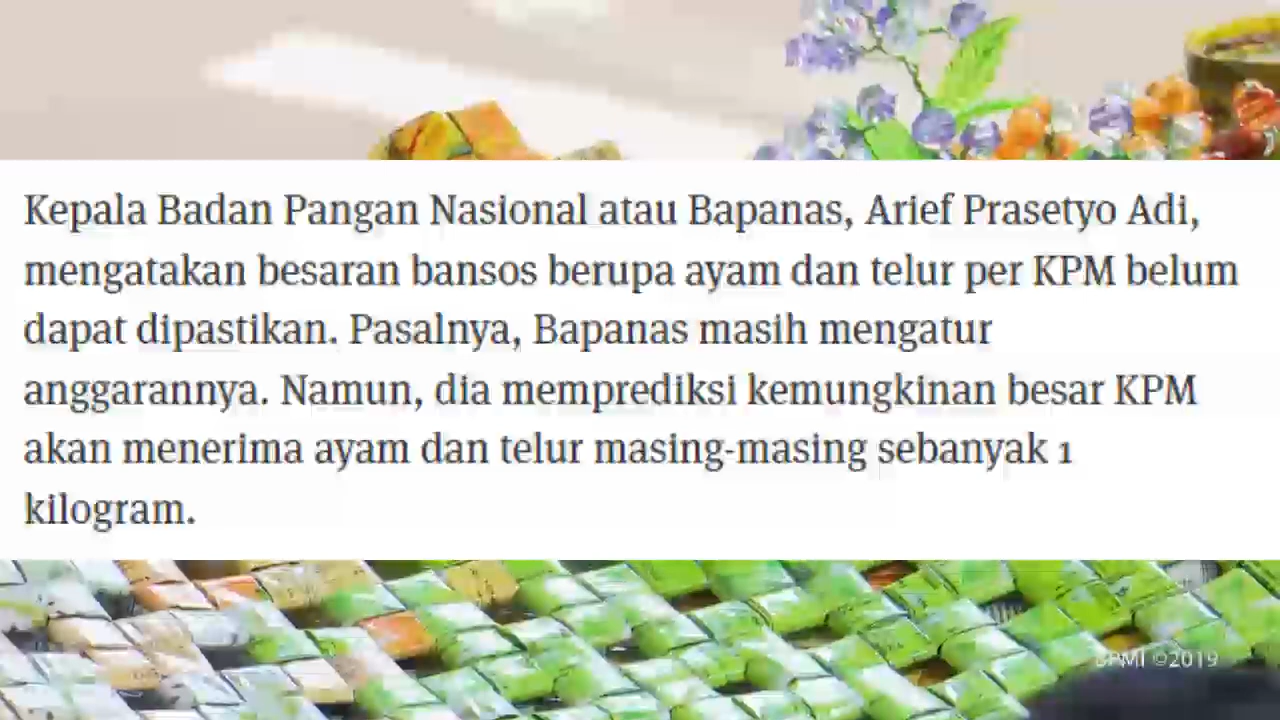 Kepala Badan Pangan Nasional atau Bapanas, Arief Prasetyo Adi,
mengatakan besaran bansos berupa ayam dan telur per KPM belum
dapat dipastikan. Pasalnya, Bapanas masih mengatur
anggarannya. Namun, dia memprediksi kemungkinan besar KPM
akan menerima ayam dan telur masing-masing sebanyak 1
kilogram.
BPMI ©2019